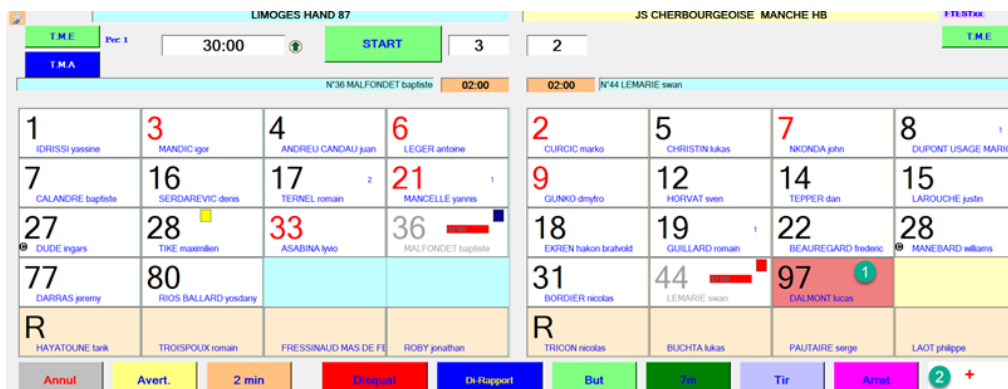 LIMOGES HAND 87 JS CHERBOURGEOISE MANCHE HB FTESTxx
T.M.E Per: 1 30:00 START 3 2 T.M.E
T.M.A
N°36 MALFONDET baptiste 02:00 02:00 N°44 LEMARIE swan
1 3 4 6 2 5 7 8 1
IDRISSI yassine MANDIC igor ANDREU CANDAU juan LEGER antoine CURCIC marko CHRISTIN lukas NKONDA john DUPONT USAGE MARIO
7 16 17 2 21 1 9 12 14 15
CALANDRE baptiste SERDAREVIC denis TERNEL romain MANCELLE yannis GUNKO dmytro HORVAT sven TEPPER dan LAROUCHE justin
27 28 33 36 18 19 1 22 28
C DUDE ingars TIKE maximilien ASABINA lyvio MALFONDET baptiste EKREN hakon bratvold GUILLARD romain BEAUREGARD frederic C MANEBARD williams
77 80 31 44 97 1
DARRAS jeremy RIOS BALLARD yosdany BORDIER nicolas LEMARIE swan DALMONT lucas
R R
HAYATOUNE tarik TROISPOUX romain FRESSINAUD MAS DE FE ROBY jonathan TRICON nicolas BUCHTA lukas PAUTAIRE serge LAOT philippe
Annul Avert. 2 min Disqual Di-Rapport But 7m Tir Arret 2 +